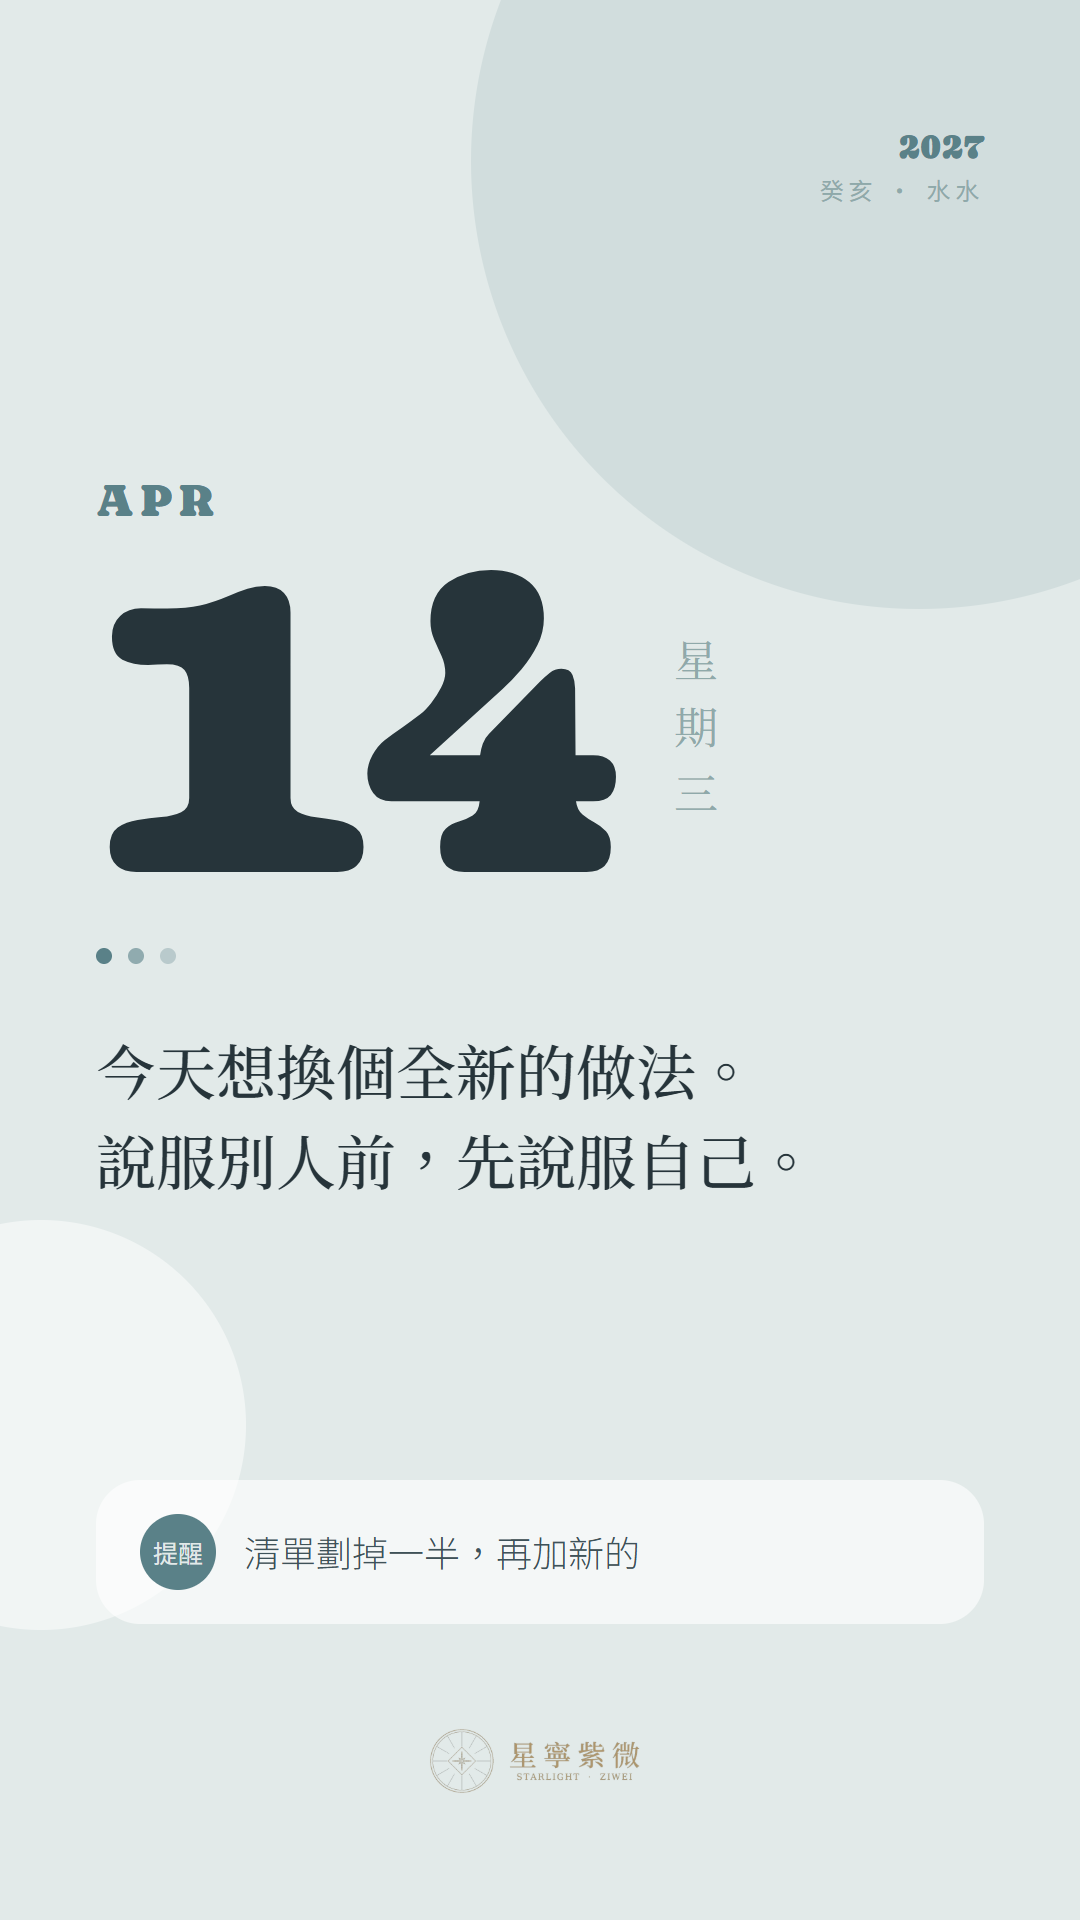 2027
癸亥 · 水水
APR
14
星期三
今天想換個全新的做法。
說服別人前，先說服自己。
提醒
清單劃掉一半，再加新的
星寧紫微
STARLIGHT · ZIWEI